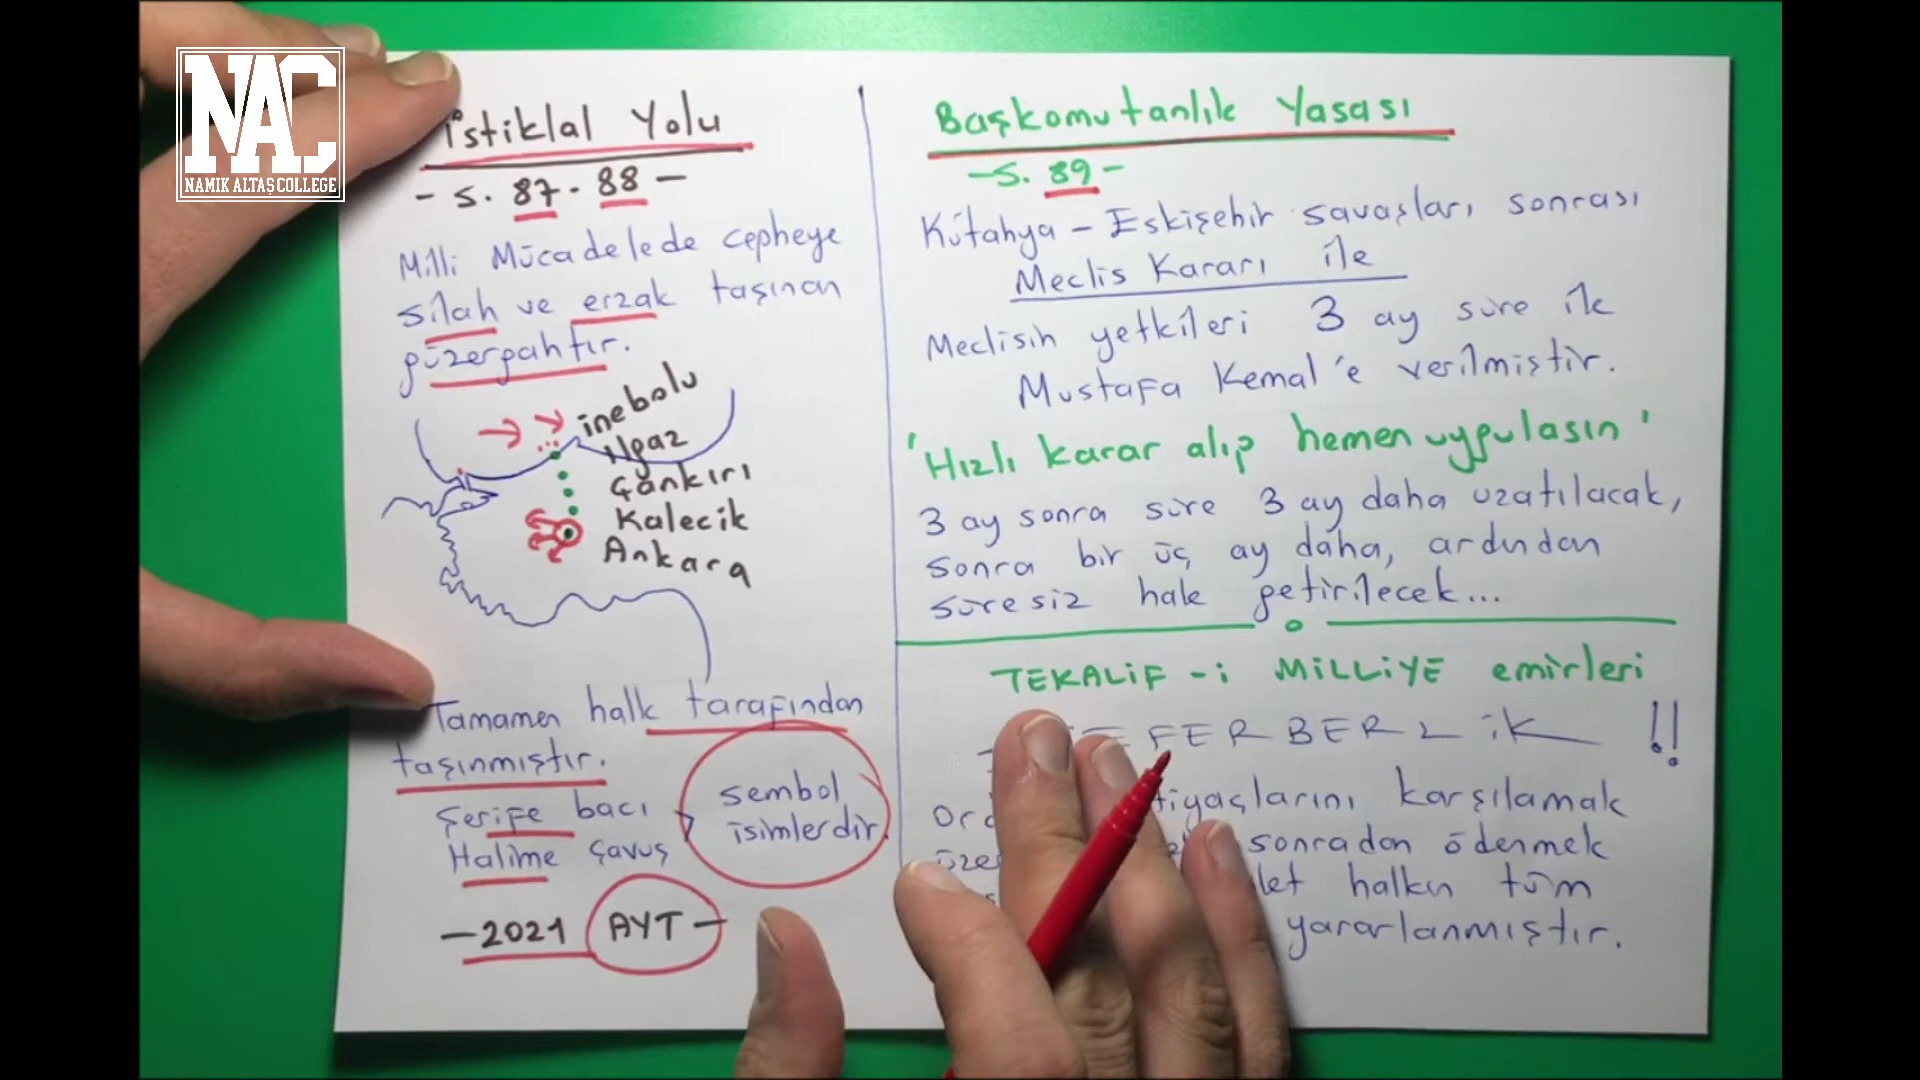 NAC
NAMIK ALTAŞ COLLEGE
İstiklal Yolu
- s. 87 - 88 -
Milli Mücadelede cepheye
silah ve erzak taşınan
güzergahtır.
inebolu
Ilgaz
Çankırı
Kalecik
Ankara
Tamamen halk tarafından
taşınmıştır.
Şerife bacı
Halime Çavuş
sembol
isimlerdir.
- 2021 AYT -
Başkomutanlık Yasası
- S. 89 -
Kütahya - Eskişehir savaşları sonrası
Meclis Kararı ile
Meclisin yetkileri 3 ay süre ile
Mustafa Kemal'e verilmiştir.
'Hızlı karar alıp hemen uygulasın'
3 ay sonra süre 3 ay daha uzatılacak,
sonra bir üç ay daha, ardından
süresiz hale getirilecek...
TEKALİF - i MİLLİYE emirleri
EFERBERLİK !!
karşılamak
sonradan ödenmek
halkın tüm
yararlanmıştır.